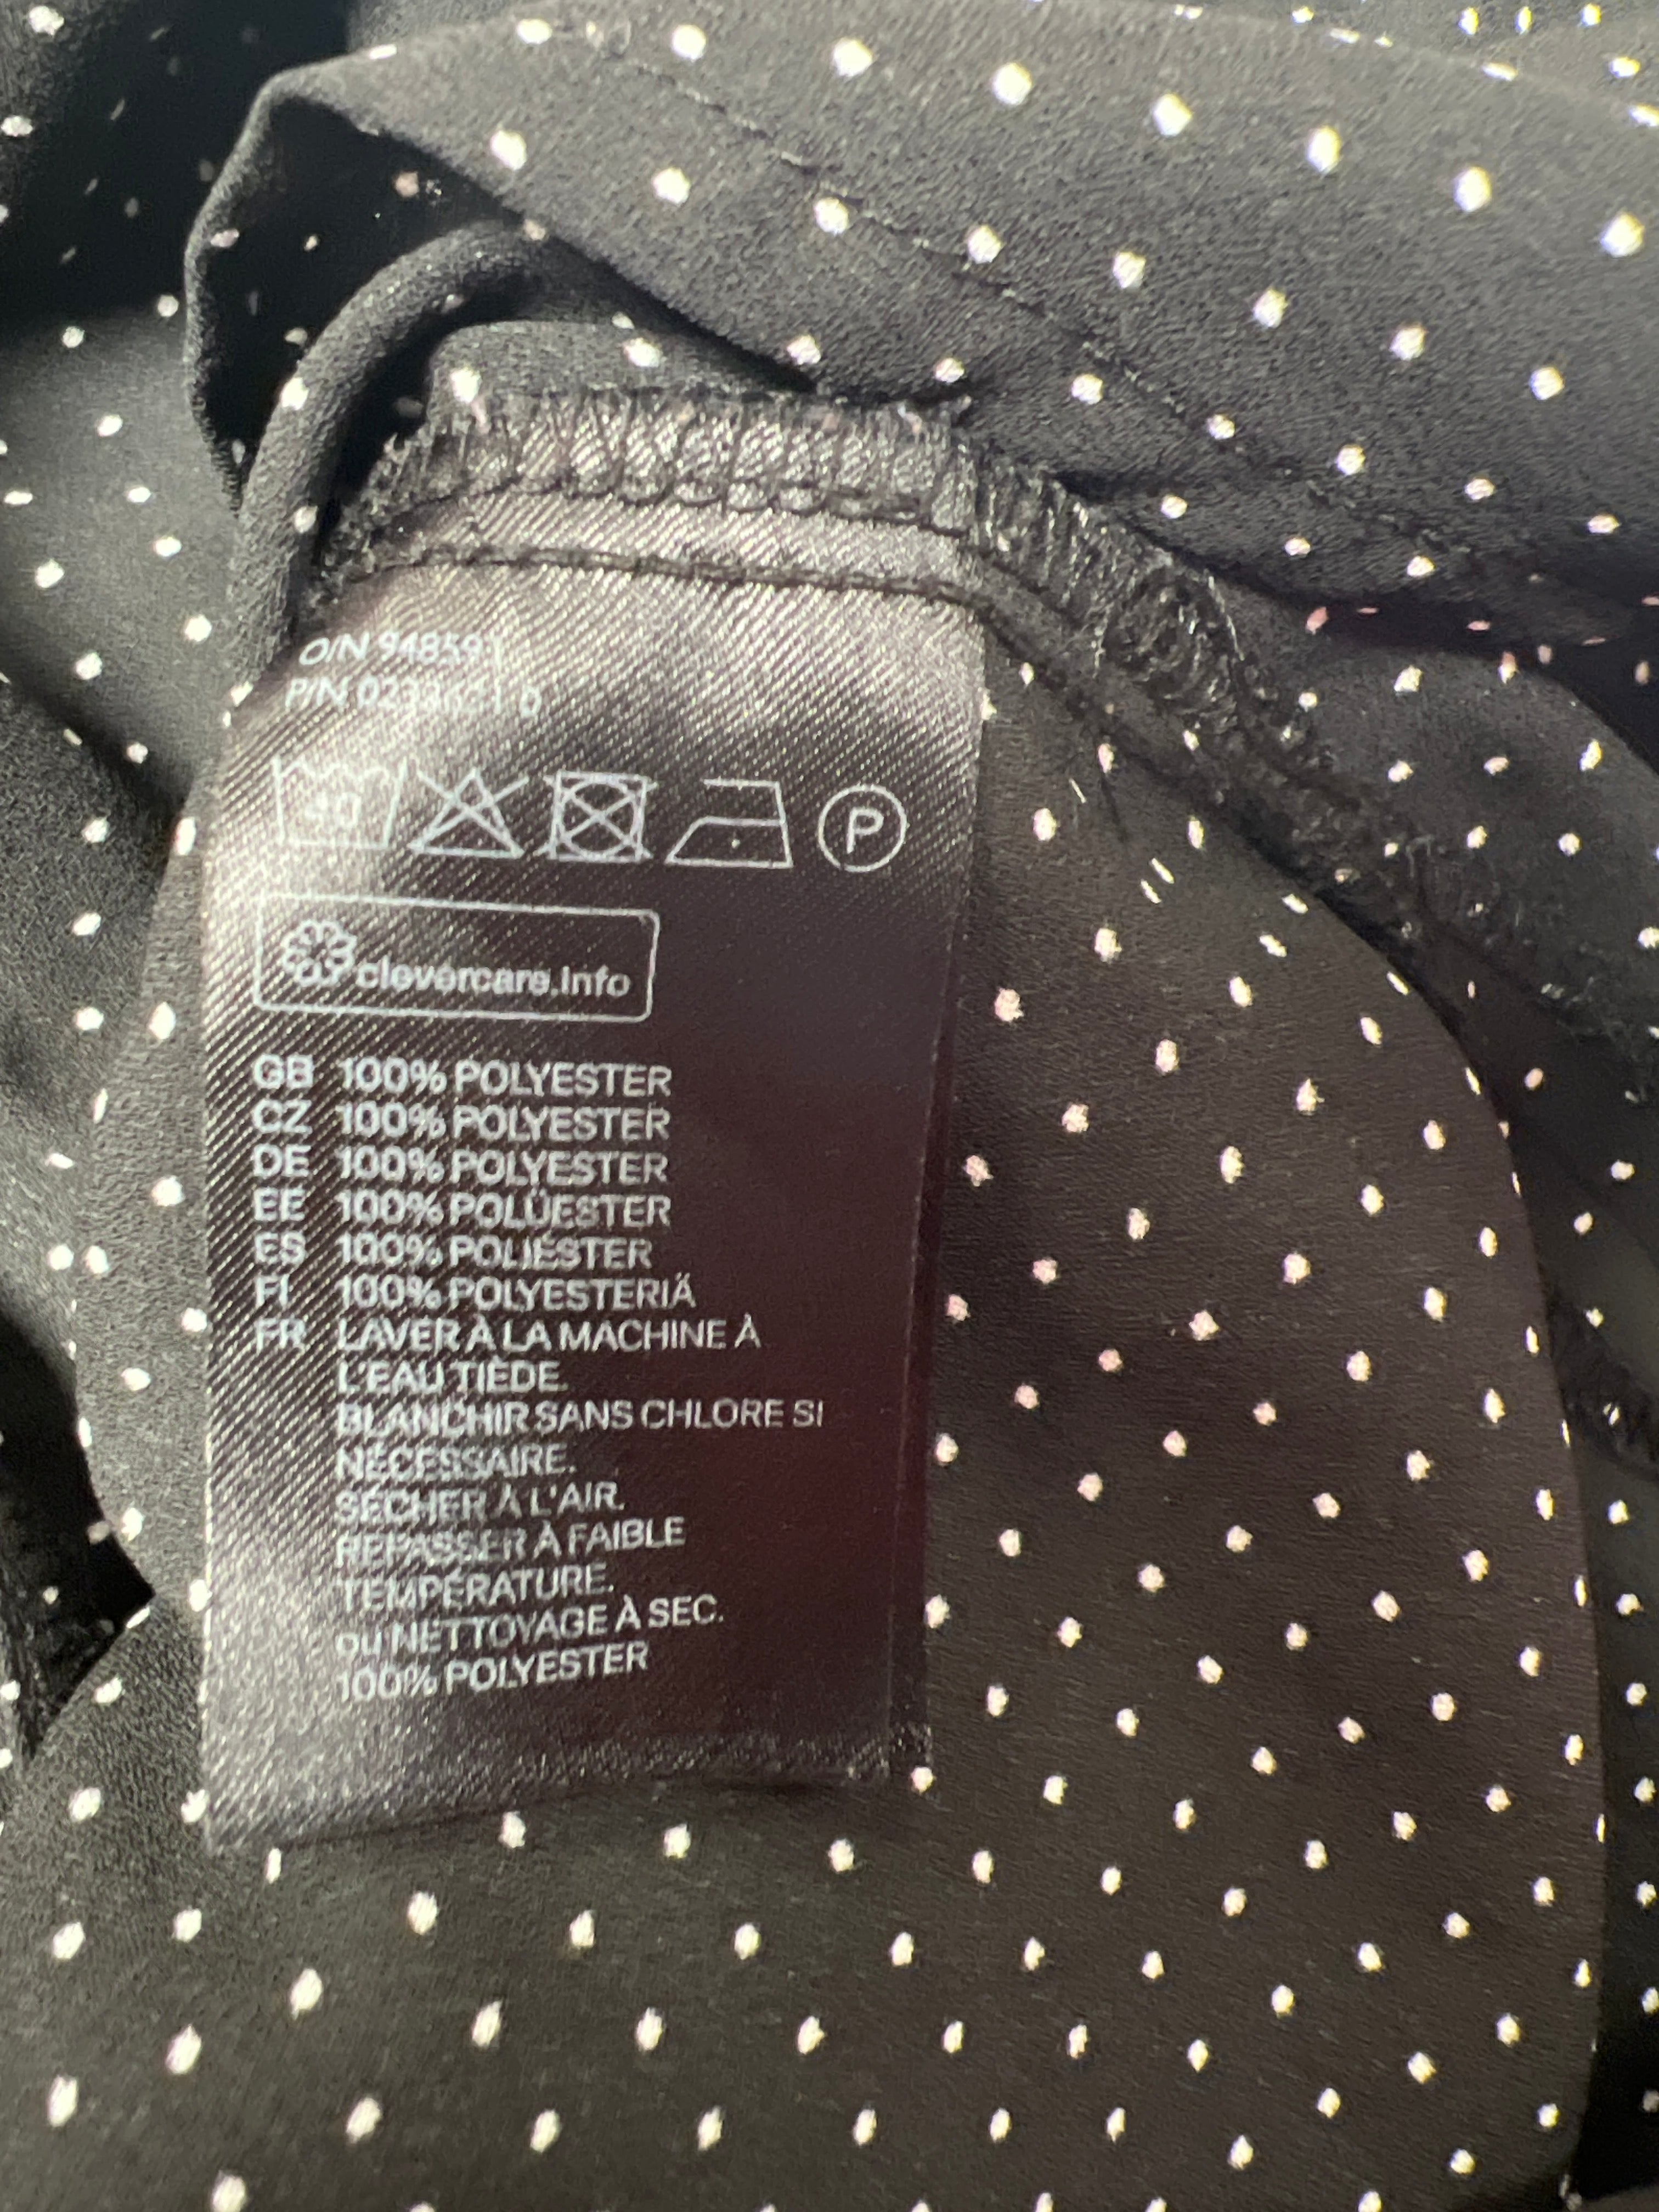 O/N 94859
P/N
40
P
clevercare.info
GB 100% POLYESTER
CZ 100% POLYESTER
DE 100% POLYESTER
EE 100% POLÜESTER
ES 100% POLIÉSTER
FI 100% POLYESTERIÄ
FR LAVER À LA MACHINE À
L'EAU TIÈDE.
BLANCHIR SANS CHLORE SI
NÉCESSAIRE.
SÉCHER À L'AIR.
REPASSER À FAIBLE
TEMPÉRATURE.
OU NETTOYAGE À SEC.
100% POLYESTER